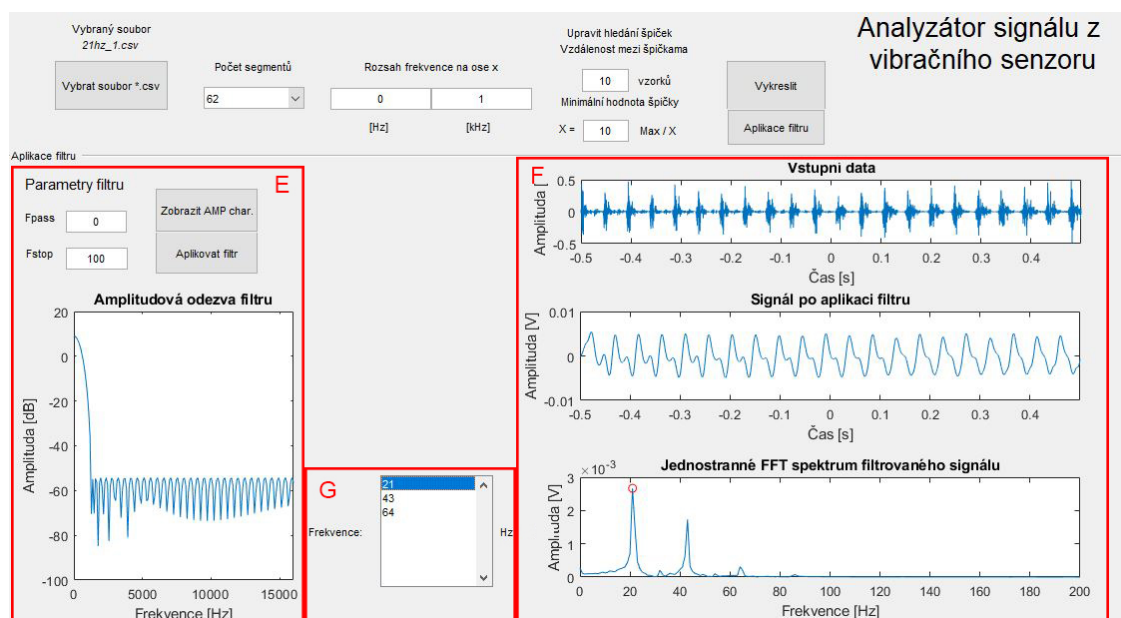 Vybraný soubor
21hz_1.csv
Vybrat soubor *.csv
Počet segmentů
62
Rozsah frekvence na ose x
0 1
[Hz] [kHz]
Upravit hledání špiček
Vzdálenost mezi špičkama
10 vzorků
Minimální hodnota špičky
X = 10 Max / X
Vykreslit
Aplikace filtru
Analyzátor signálu z
vibračního senzoru
Aplikace filtru
E
Parametry filtru
Fpass 0
Fstop 100
Zobrazit AMP char.
Aplikovat filtr
Amplitudová odezva filtru
20
0
-20
-40
-60
-80
-100
Amplituda [dB]
0 5000 10000 15000
Frekvence [Hz]
G
Frekvence:
21
43
64
Hz
F
Vstupní data
0.5
0
-0.5
Amplituda [
-0.5 -0.4 -0.3 -0.2 -0.1 0 0.1 0.2 0.3 0.4
Čas [s]
Signál po aplikaci filtru
0.01
0
-0.01
Amplituda [V]
-0.5 -0.4 -0.3 -0.2 -0.1 0 0.1 0.2 0.3 0.4
Čas [s]
Jednostranné FFT spektrum filtrovaného signálu
×10⁻³
3
2
1
0
Amplituda [V]
0 20 40 60 80 100 120 140 160 180 200
Frekvence [Hz]